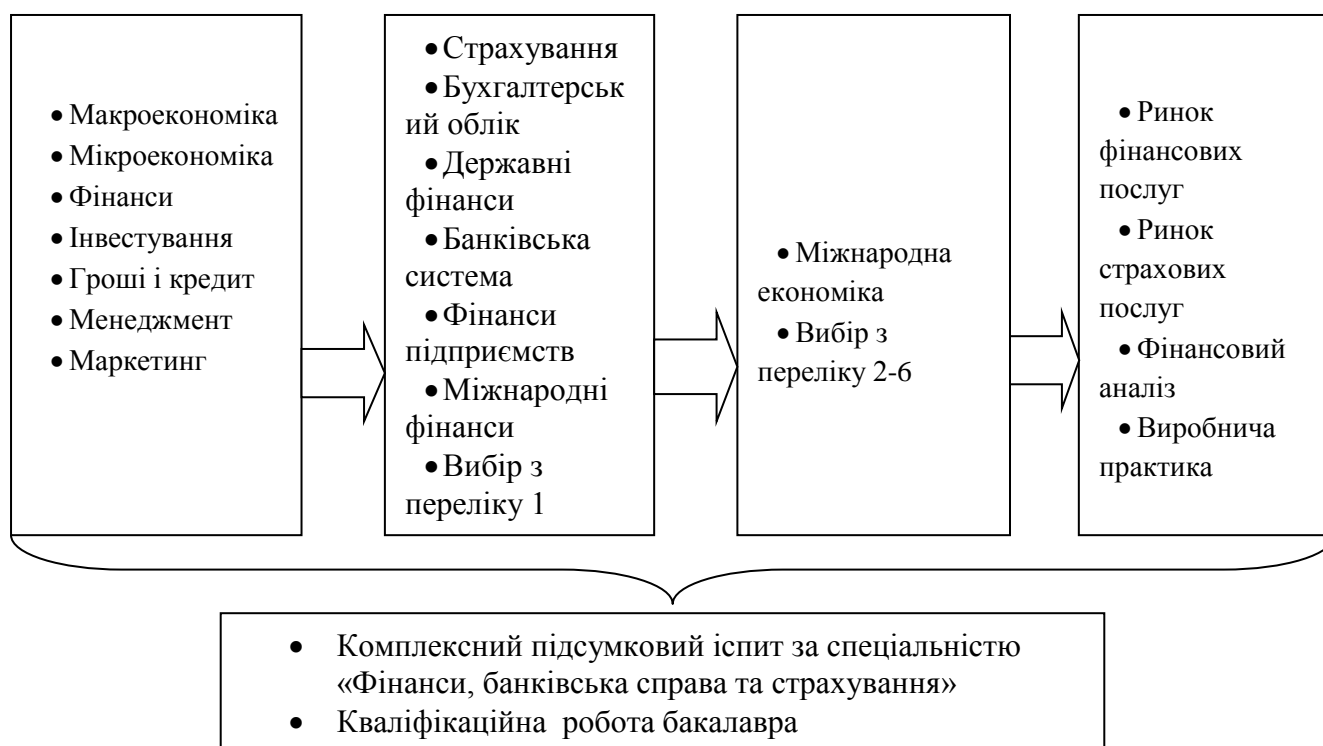 • Макроекономіка
• Мікроекономіка
• Фінанси
• Інвестування
• Гроші і кредит
• Менеджмент
• Маркетинг
• Страхування
• Бухгалтерськ
ий облік
• Державні
фінанси
• Банківська
система
• Фінанси
підприємств
• Міжнародні
фінанси
• Вибір з
переліку 1
• Міжнародна
економіка
• Вибір з
переліку 2-6
• Ринок
фінансових
послуг
• Ринок
страхових
послуг
• Фінансовий
аналіз
• Виробнича
практика
• Комплексний підсумковий іспит за спеціальністю
«Фінанси, банківська справа та страхування»
• Кваліфікаційна робота бакалавра